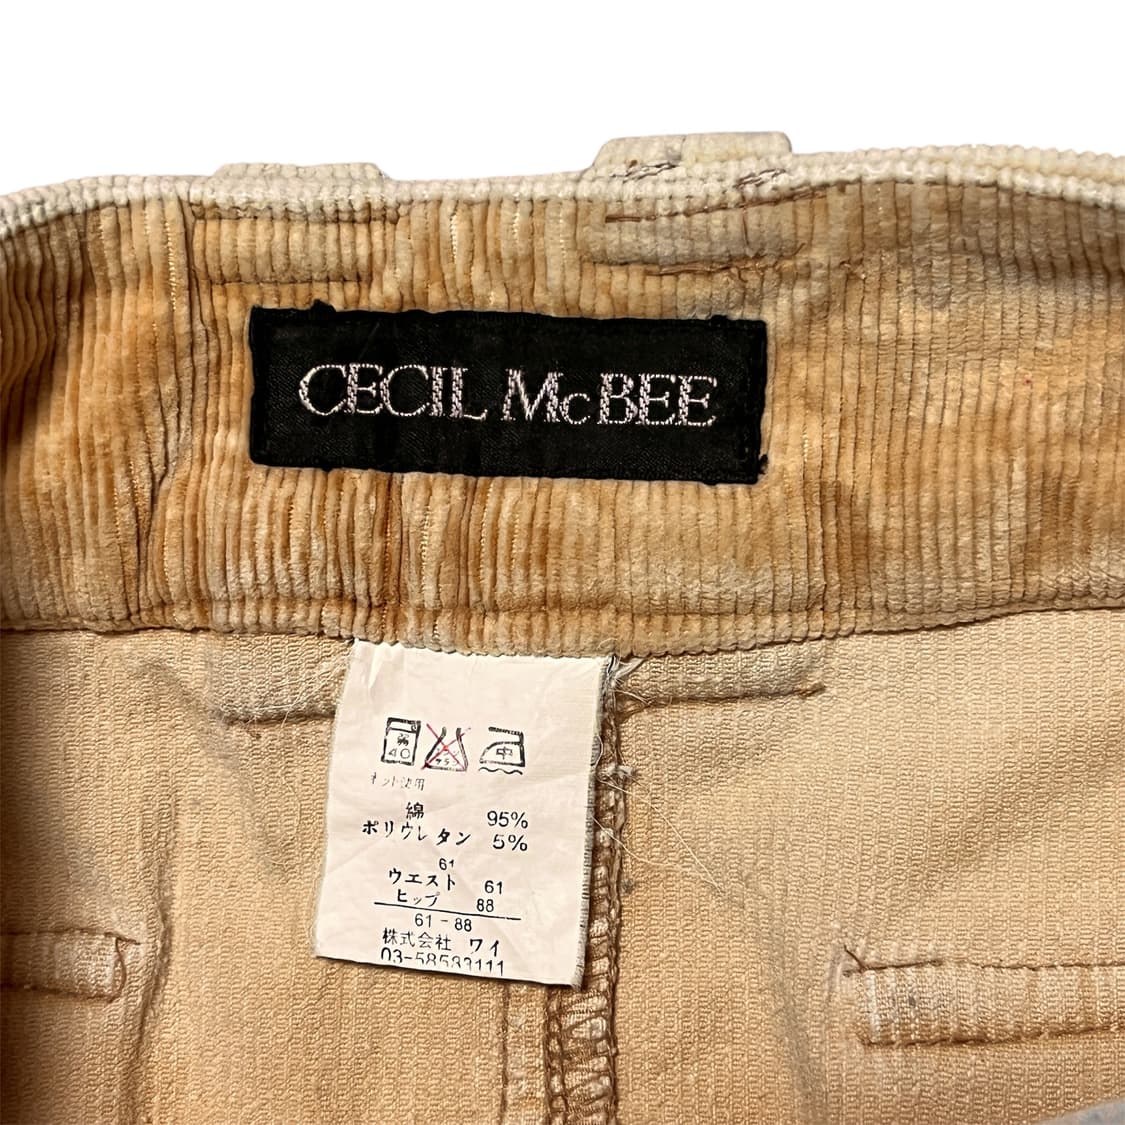 CECIL McBEE
40
ネット使用 中
綿 95%
ポリウレタン 5%
61
ウエスト 61
ヒップ 88
61-88
株式会社 ワイ
03-58583111